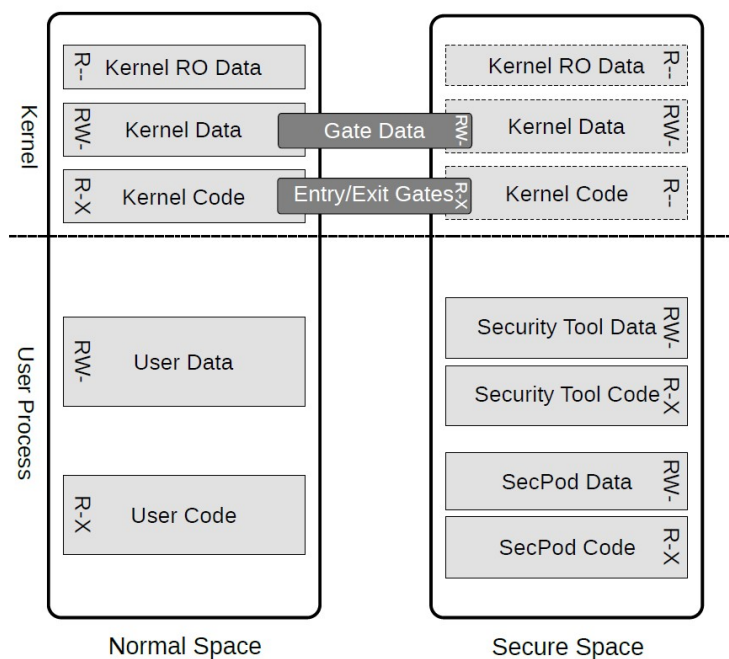 Kernel
R--
Kernel RO Data
RW-
Kernel Data
R-X
Kernel Code
Gate Data
RW-
Entry/Exit Gates
R-X
Kernel RO Data
R--
Kernel Data
RW-
Kernel Code
R--
User Process
RW-
User Data
R-X
User Code
Security Tool Data
RW-
Security Tool Code
R-X
SecPod Data
RW-
SecPod Code
R-X
Normal Space
Secure Space